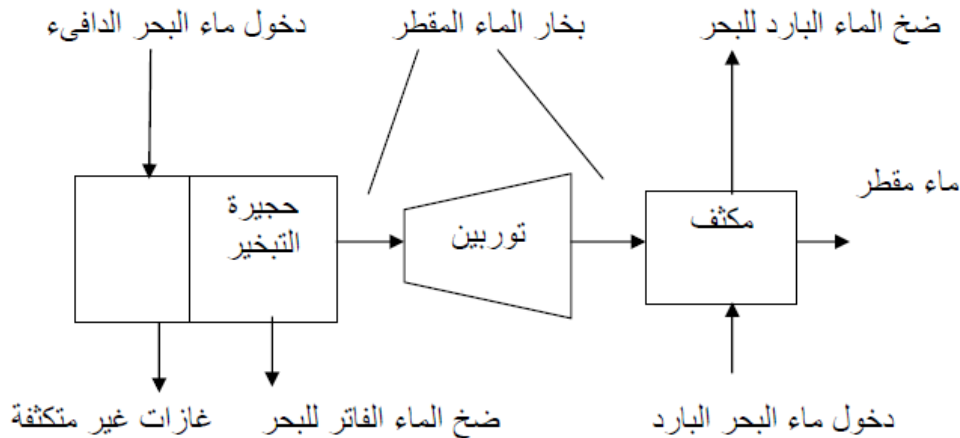 دخول ماء البحر الدافىء
بخار الماء المقطر
ضخ الماء البارد للبحر
ماء مقطر
حجيرة
التبخير
توربين
مكثف
غازات غير متكثفة
ضخ الماء الفاتر للبحر
دخول ماء البحر البارد